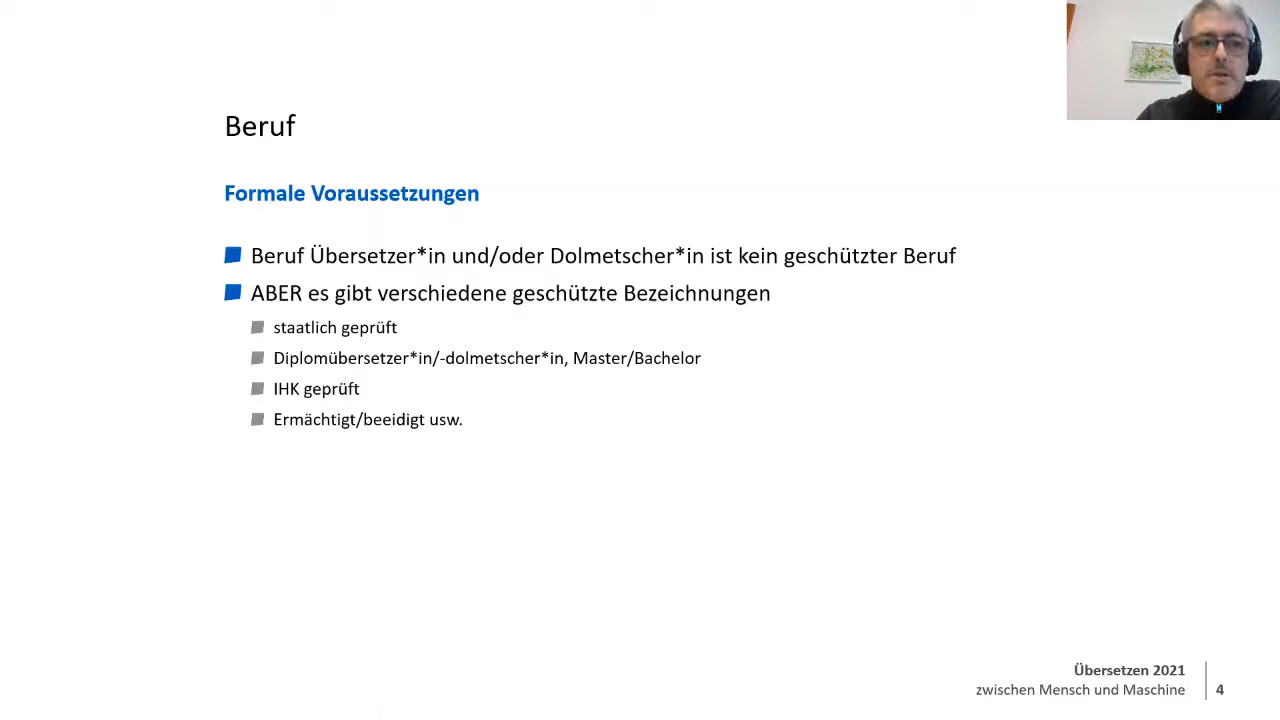 Beruf
Formale Voraussetzungen
Beruf Übersetzer*in und/oder Dolmetscher*in ist kein geschützter Beruf
ABER es gibt verschiedene geschützte Bezeichnungen
staatlich geprüft
Diplomübersetzer*in/-dolmetscher*in, Master/Bachelor
IHK geprüft
Ermächtigt/beeidigt usw.
Übersetzen 2021
zwischen Mensch und Maschine
4